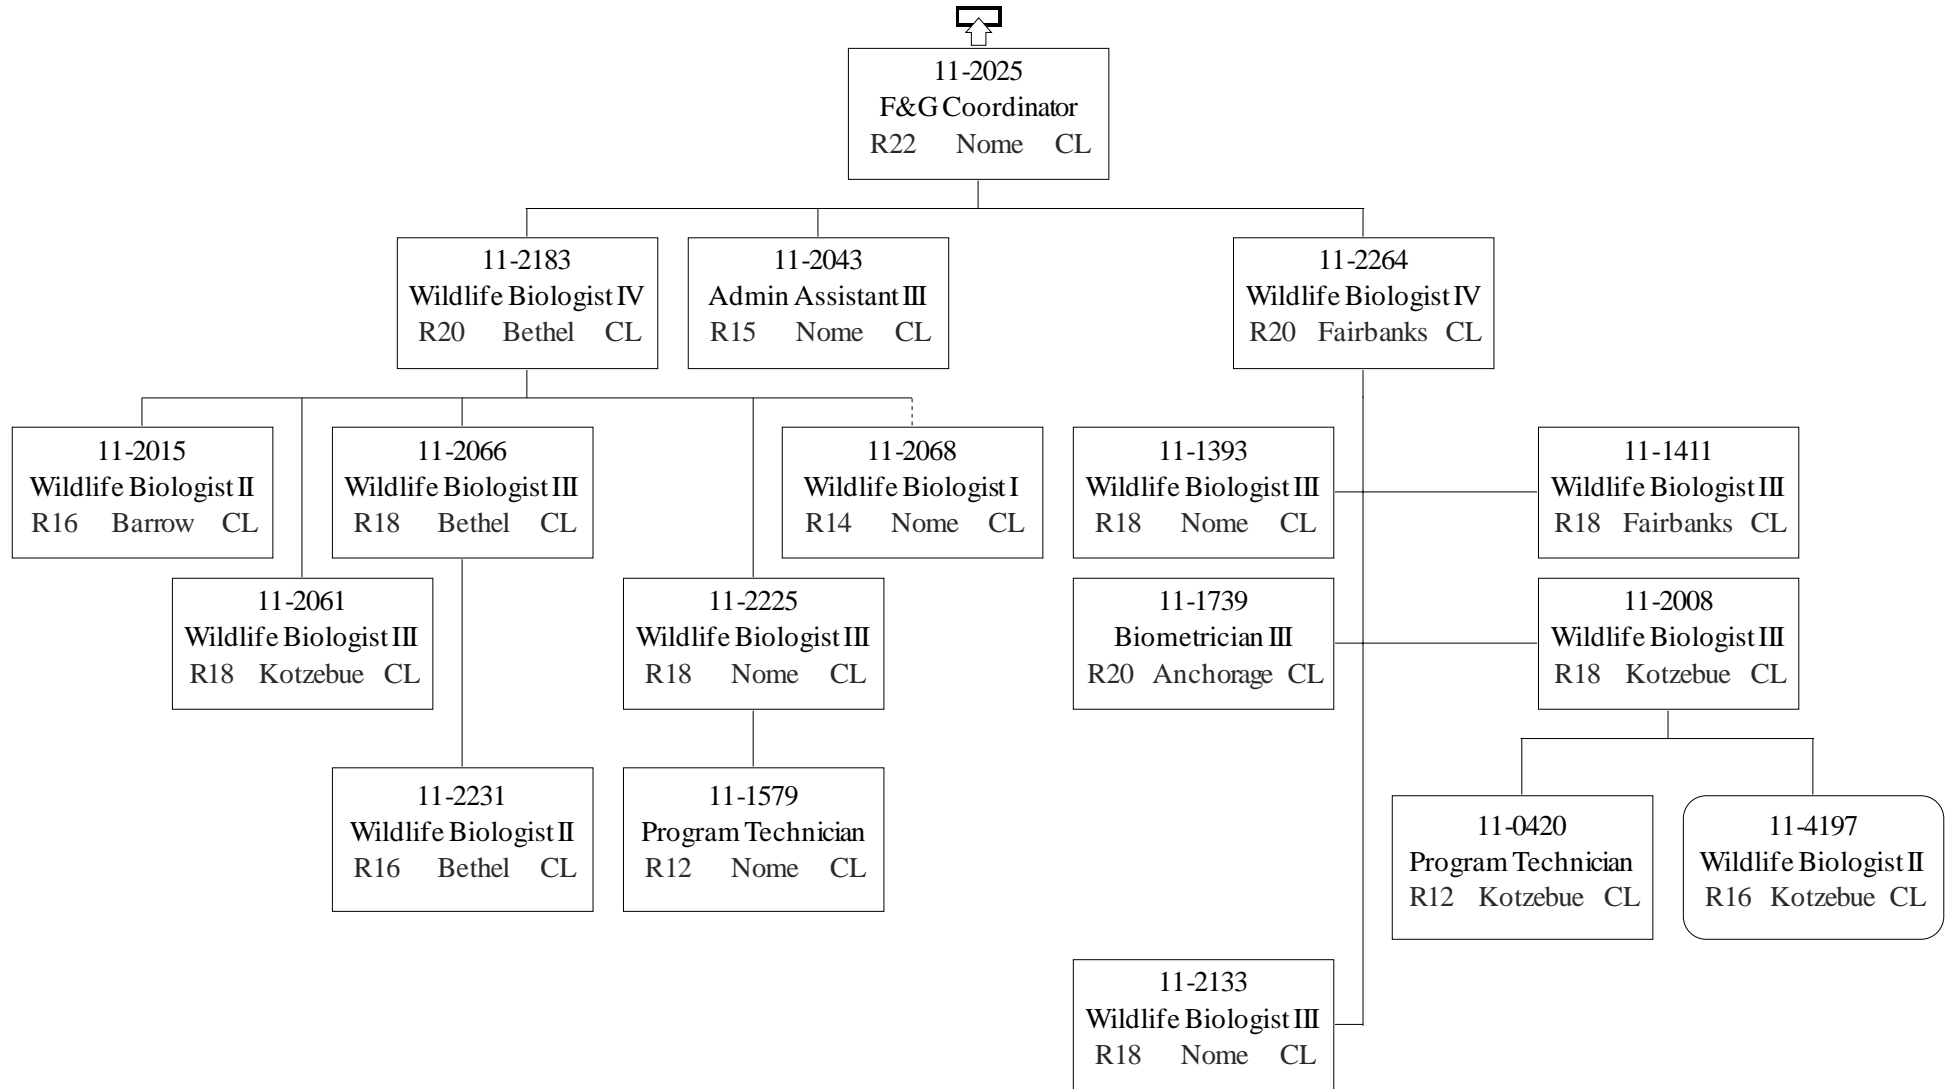 11-2025
F&G Coordinator
R22 Nome CL
11-2183
Wildlife Biologist IV
R20 Bethel CL
11-2043
Admin Assistant III
R15 Nome CL
11-2264
Wildlife Biologist IV
R20 Fairbanks CL
11-2015
Wildlife Biologist II
R16 Barrow CL
11-2066
Wildlife Biologist III
R18 Bethel CL
11-2068
Wildlife Biologist I
R14 Nome CL
11-1393
Wildlife Biologist III
R18 Nome CL
11-1411
Wildlife Biologist III
R18 Fairbanks CL
11-2061
Wildlife Biologist III
R18 Kotzebue CL
11-2225
Wildlife Biologist III
R18 Nome CL
11-1739
Biometrician III
R20 Anchorage CL
11-2008
Wildlife Biologist III
R18 Kotzebue CL
11-2231
Wildlife Biologist II
R16 Bethel CL
11-1579
Program Technician
R12 Nome CL
11-0420
Program Technician
R12 Kotzebue CL
11-4197
Wildlife Biologist II
R16 Kotzebue CL
11-2133
Wildlife Biologist III
R18 Nome CL